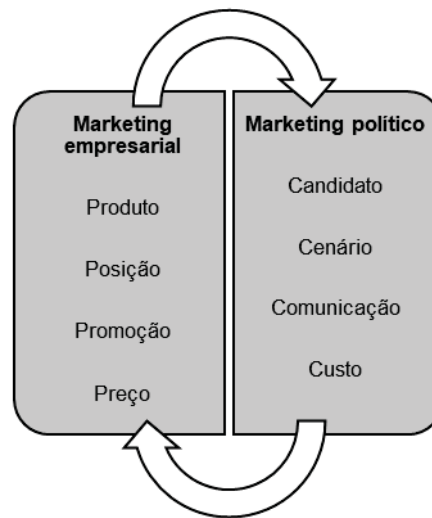 Marketing
empresarial
Produto
Posição
Promoção
Preço
Marketing político
Candidato
Cenário
Comunicação
Custo